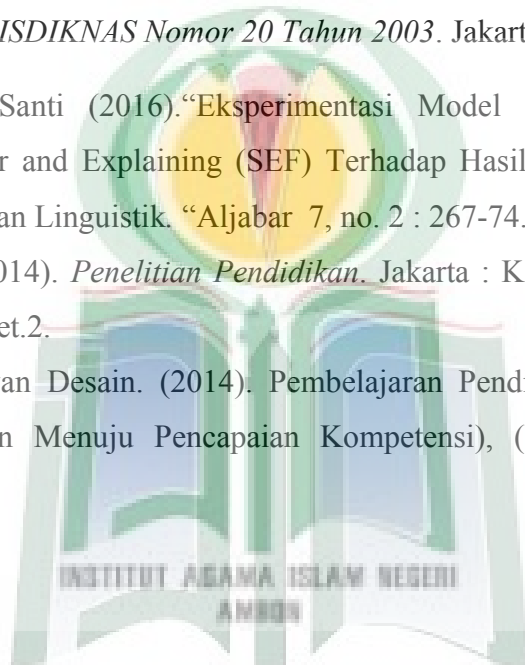 ISDIKNAS Nomor 20 Tahun 2003. Jakart
Santi (2016).“Eksperimentasi Model
r and Explaining (SEF) Terhadap Hasil
an Linguistik. “Aljabar 7, no. 2 : 267-74.
014). Penelitian Pendidikan. Jakarta : K
et.2.
van Desain. (2014). Pembelajaran Pendi
n Menuju Pencapaian Kompetensi), (
INSTITUT AGAMA ISLAM NEGERI
AMBON